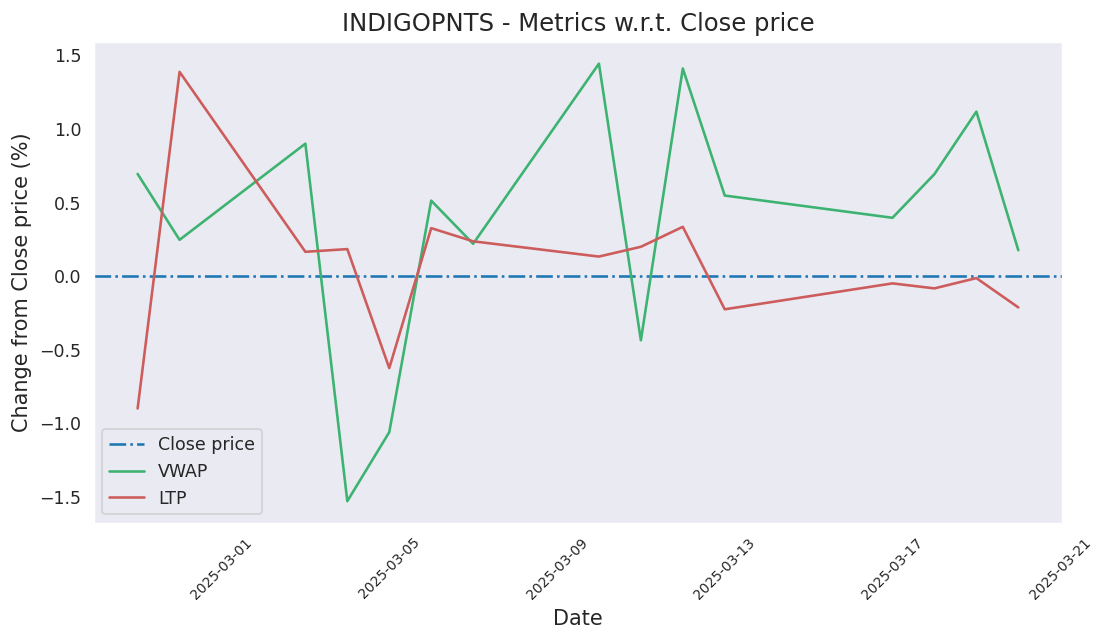 INDIGOPNTS - Metrics w.r.t. Close price
Change from Close price (%)
1.5
1.0
0.5
0.0
−0.5
−1.0
−1.5
Close price
VWAP
LTP
2025-03-01
2025-03-05
2025-03-09
2025-03-13
2025-03-17
2025-03-21
Date